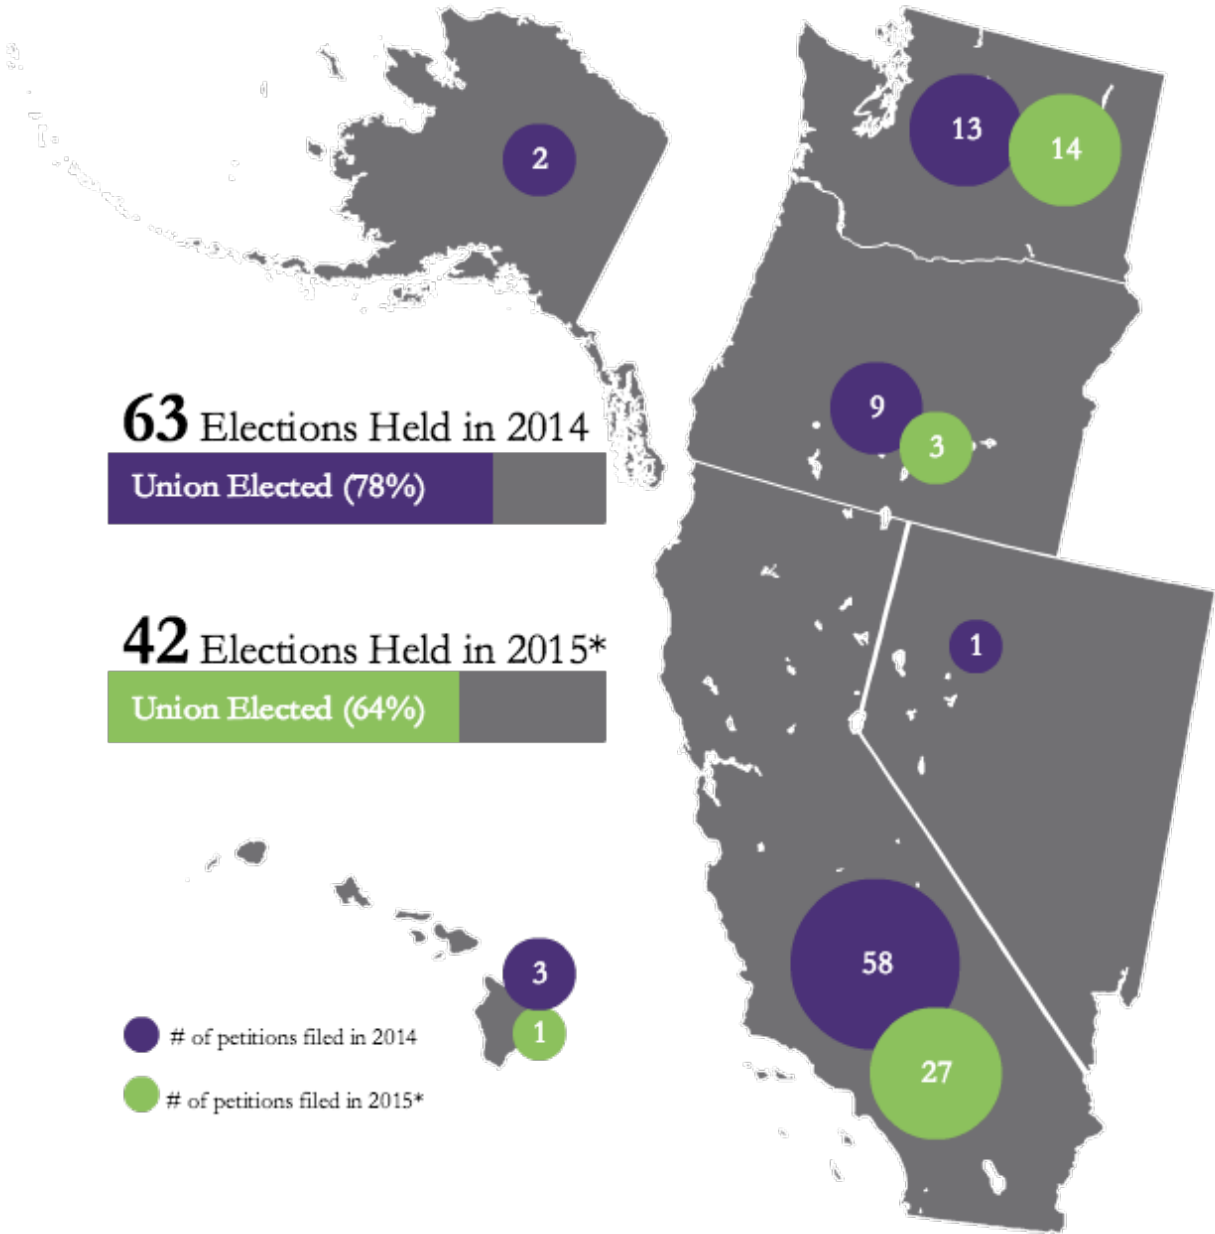 13
14
2
9
3
63 Elections Held in 2014
Union Elected (78%)
42 Elections Held in 2015*
Union Elected (64%)
1
58
27
3
1
# of petitions filed in 2014
# of petitions filed in 2015*